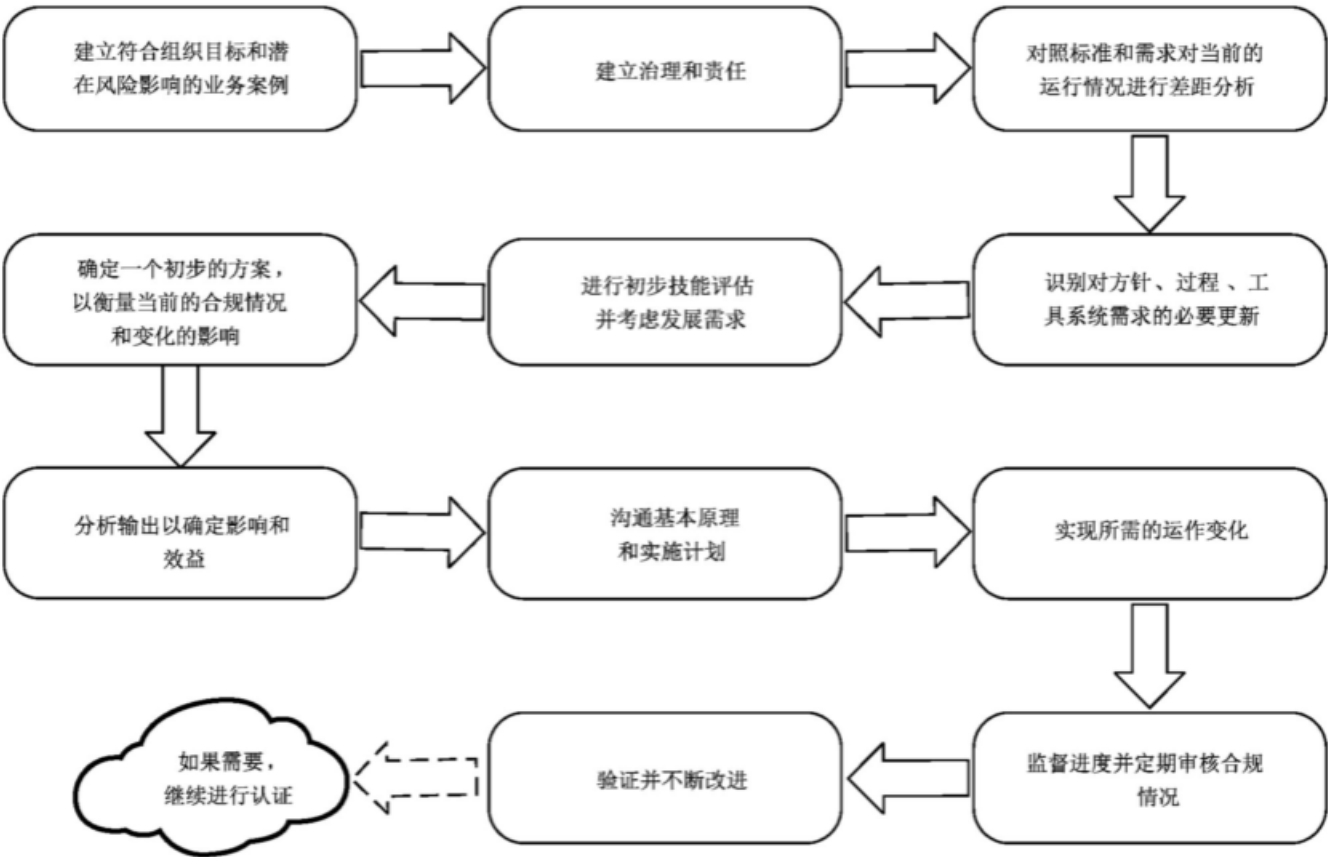 建立符合组织目标和潜
在风险影响的业务案例
建立治理和责任
对照标准和需求对当前的
运行情况进行差距分析
识别对方针、过程、工
具系统需求的必要更新
进行初步技能评估
并考虑发展需求
确定一个初步的方案，
以衡量当前的合规情况
和变化的影响
分析输出以确定影响和
效益
沟通基本原理
和实施计划
实现所需的运作变化
监督进度并定期审核合规
情况
验证并不断改进
如果需要，
继续进行认证